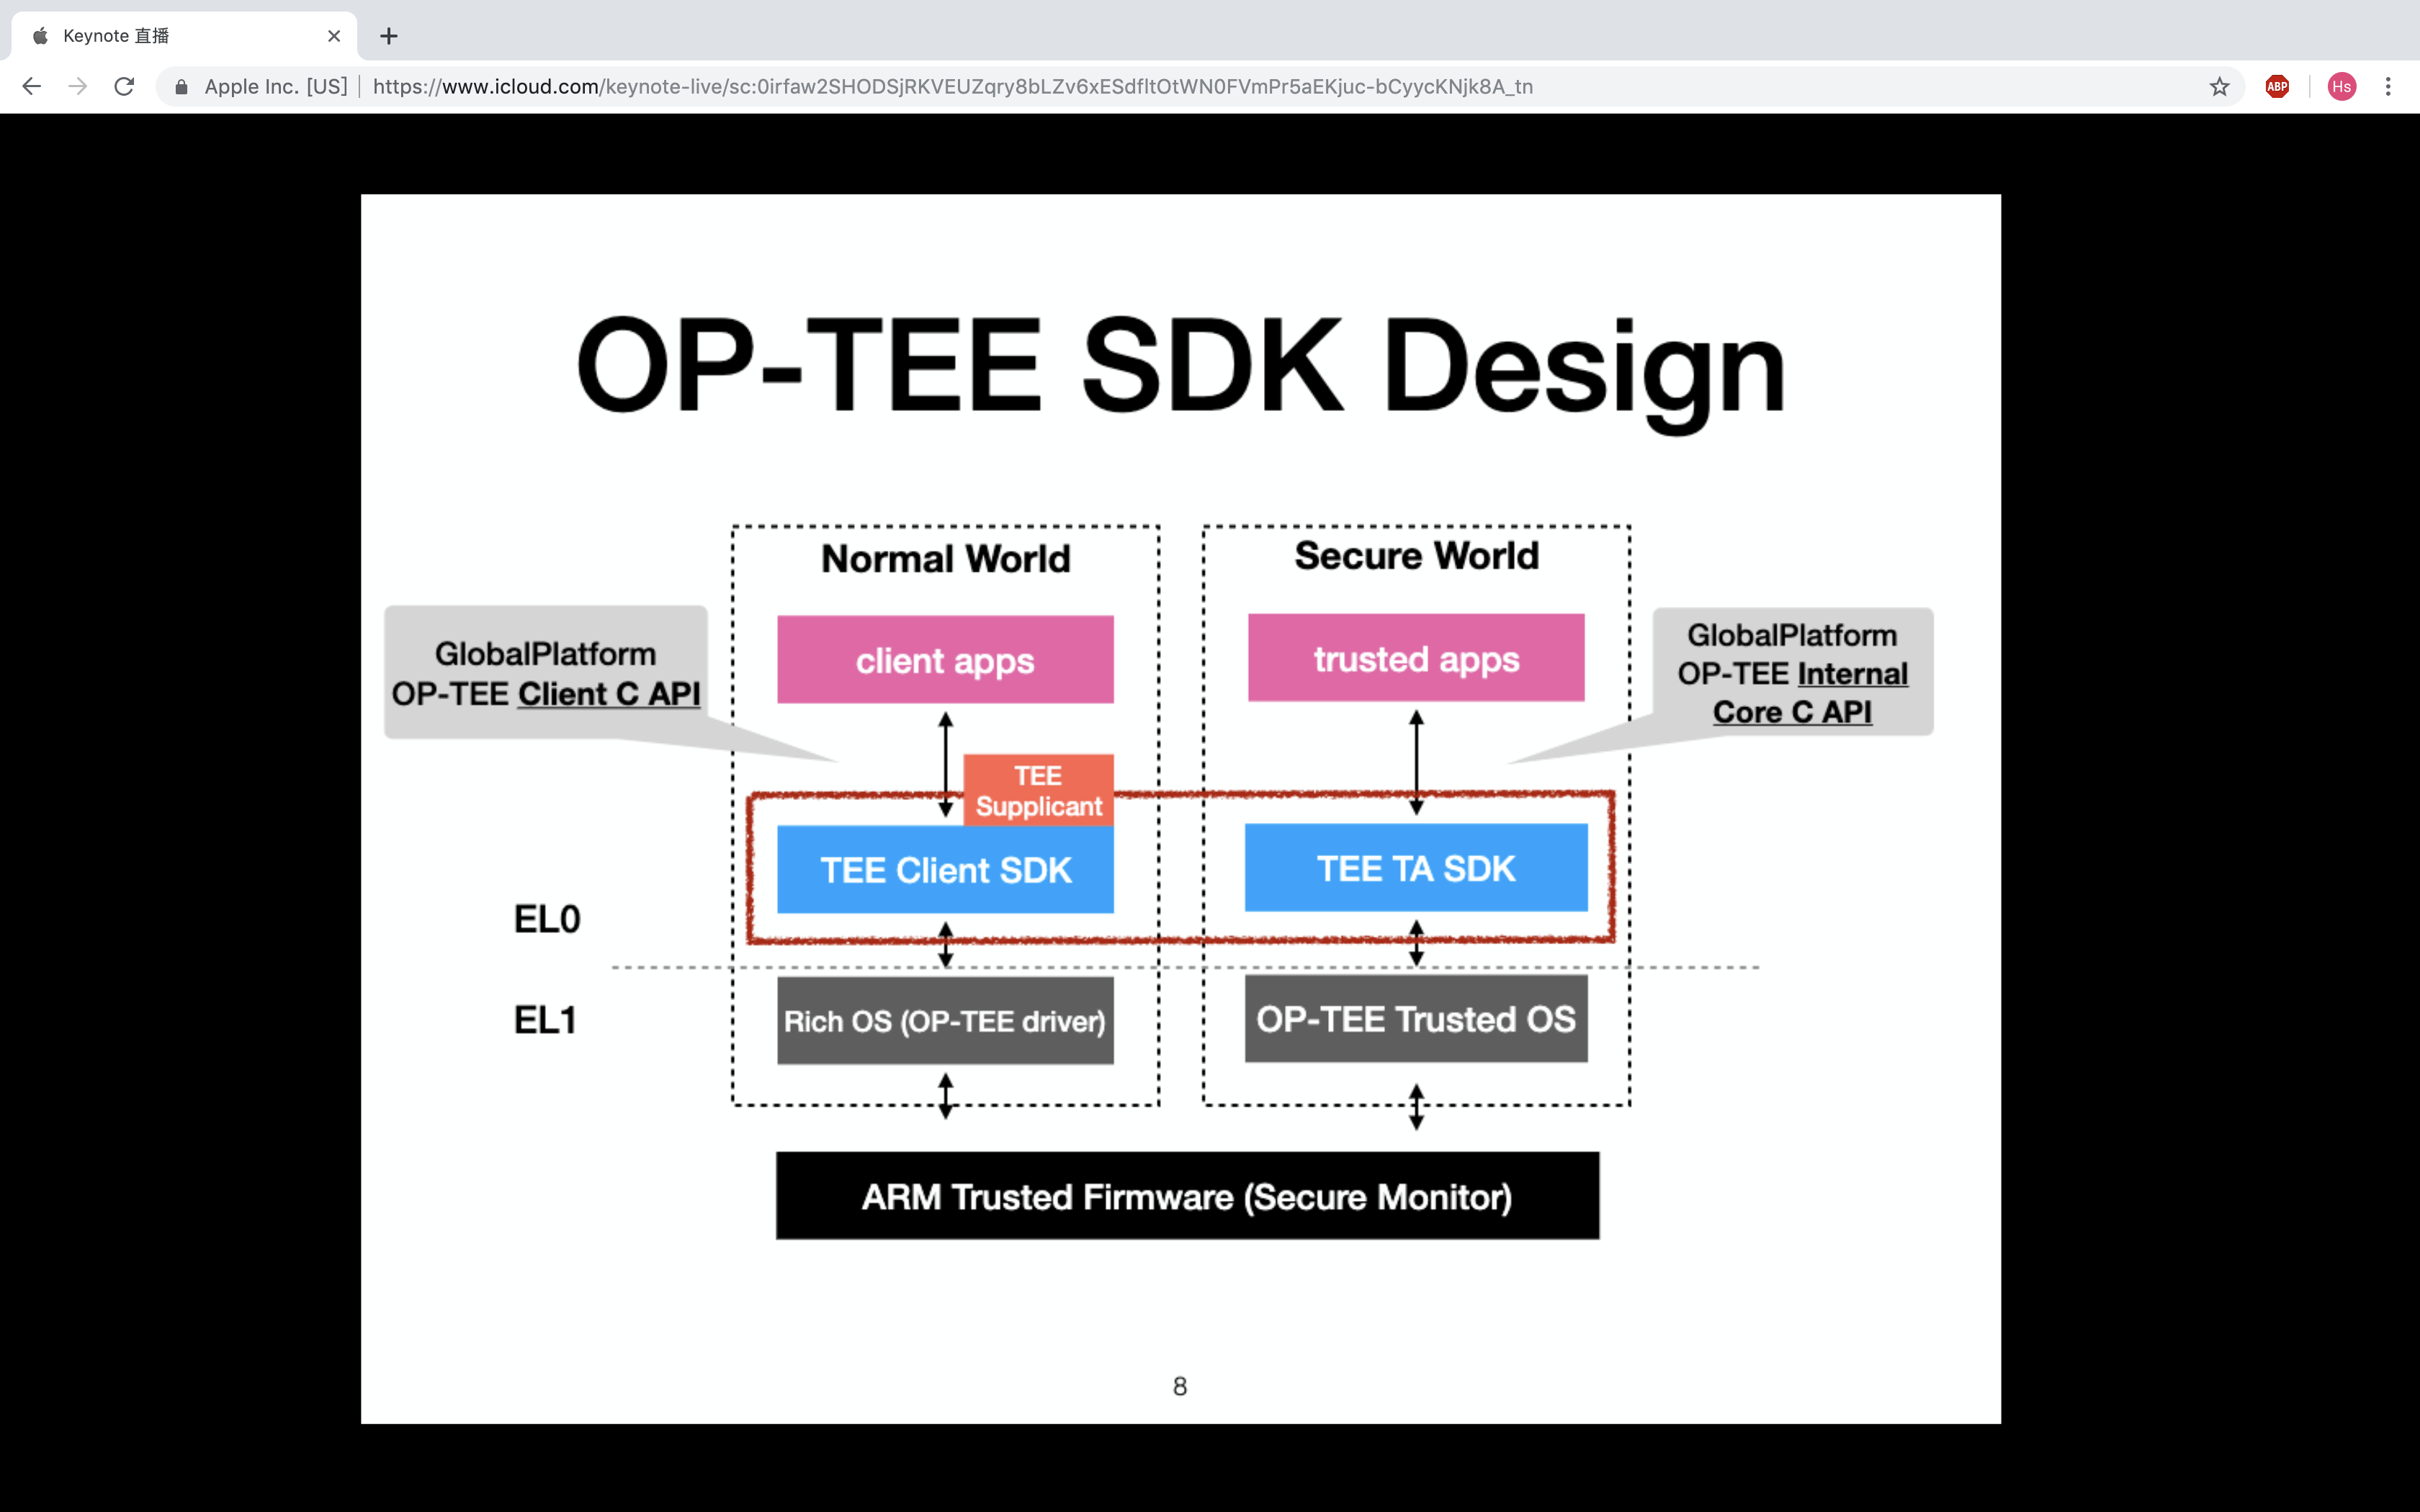 Keynote 直播
Apple Inc. [US]
https://www.icloud.com/keynote-live/sc:0irfaw2SHODSjRKVEUZqry8bLZv6xESdfItOtWN0FVmPr5aEKjuc-bCyycKNjk8A_tn
ABP
Hs
OP-TEE SDK Design
Normal World
Secure World
GlobalPlatform
OP-TEE Client C API
client apps
trusted apps
GlobalPlatform
OP-TEE Internal
Core C API
TEE
Supplicant
TEE Client SDK
TEE TA SDK
EL0
EL1
Rich OS (OP-TEE driver)
OP-TEE Trusted OS
ARM Trusted Firmware (Secure Monitor)
8